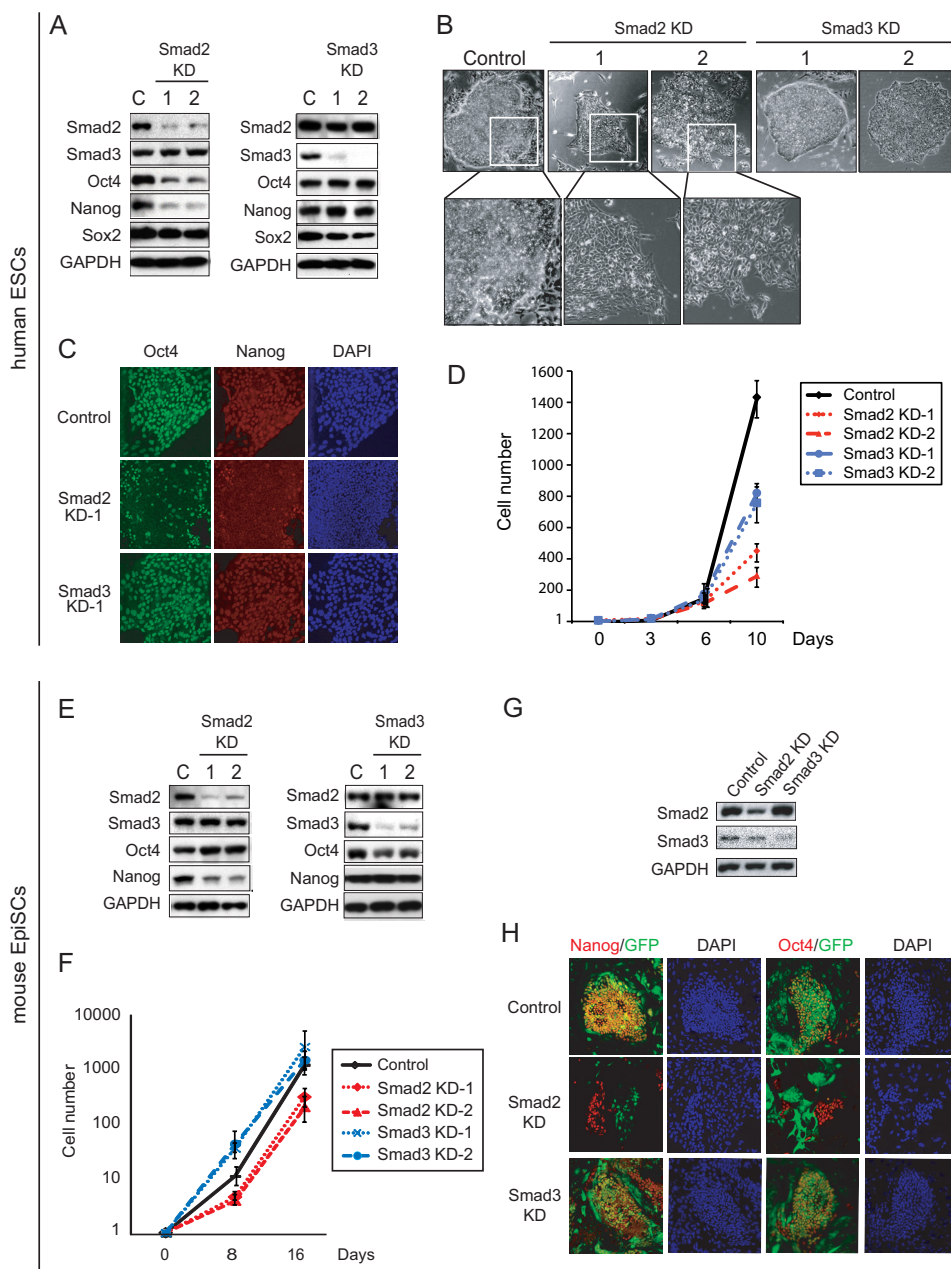 human ESCs
A
Smad2
KD
C 1 2
Smad2
Smad3
Oct4
Nanog
Sox2
GAPDH
Smad3
KD
C 1 2
Smad2
Smad3
Oct4
Nanog
Sox2
GAPDH
B
Smad2 KD
Smad3 KD
Control
1
2
1
2
C
Oct4
Nanog
DAPI
Control
Smad2
KD-1
Smad3
KD-1
D
Cell number
1600
1400
1200
1000
800
600
400
200
1
0
3
6
10
Days
Control
Smad2 KD-1
Smad2 KD-2
Smad3 KD-1
Smad3 KD-2
mouse EpiSCs
E
Smad2
KD
C 1 2
Smad2
Smad3
Oct4
Nanog
GAPDH
Smad3
KD
C 1 2
Smad2
Smad3
Oct4
Nanog
GAPDH
F
Cell number
10000
1000
100
10
1
0
8
16
Days
Control
Smad2 KD-1
Smad2 KD-2
Smad3 KD-1
Smad3 KD-2
G
Control
Smad2 KD
Smad3 KD
Smad2
Smad3
GAPDH
H
Nanog/GFP
DAPI
Oct4/GFP
DAPI
Control
Smad2
KD
Smad3
KD